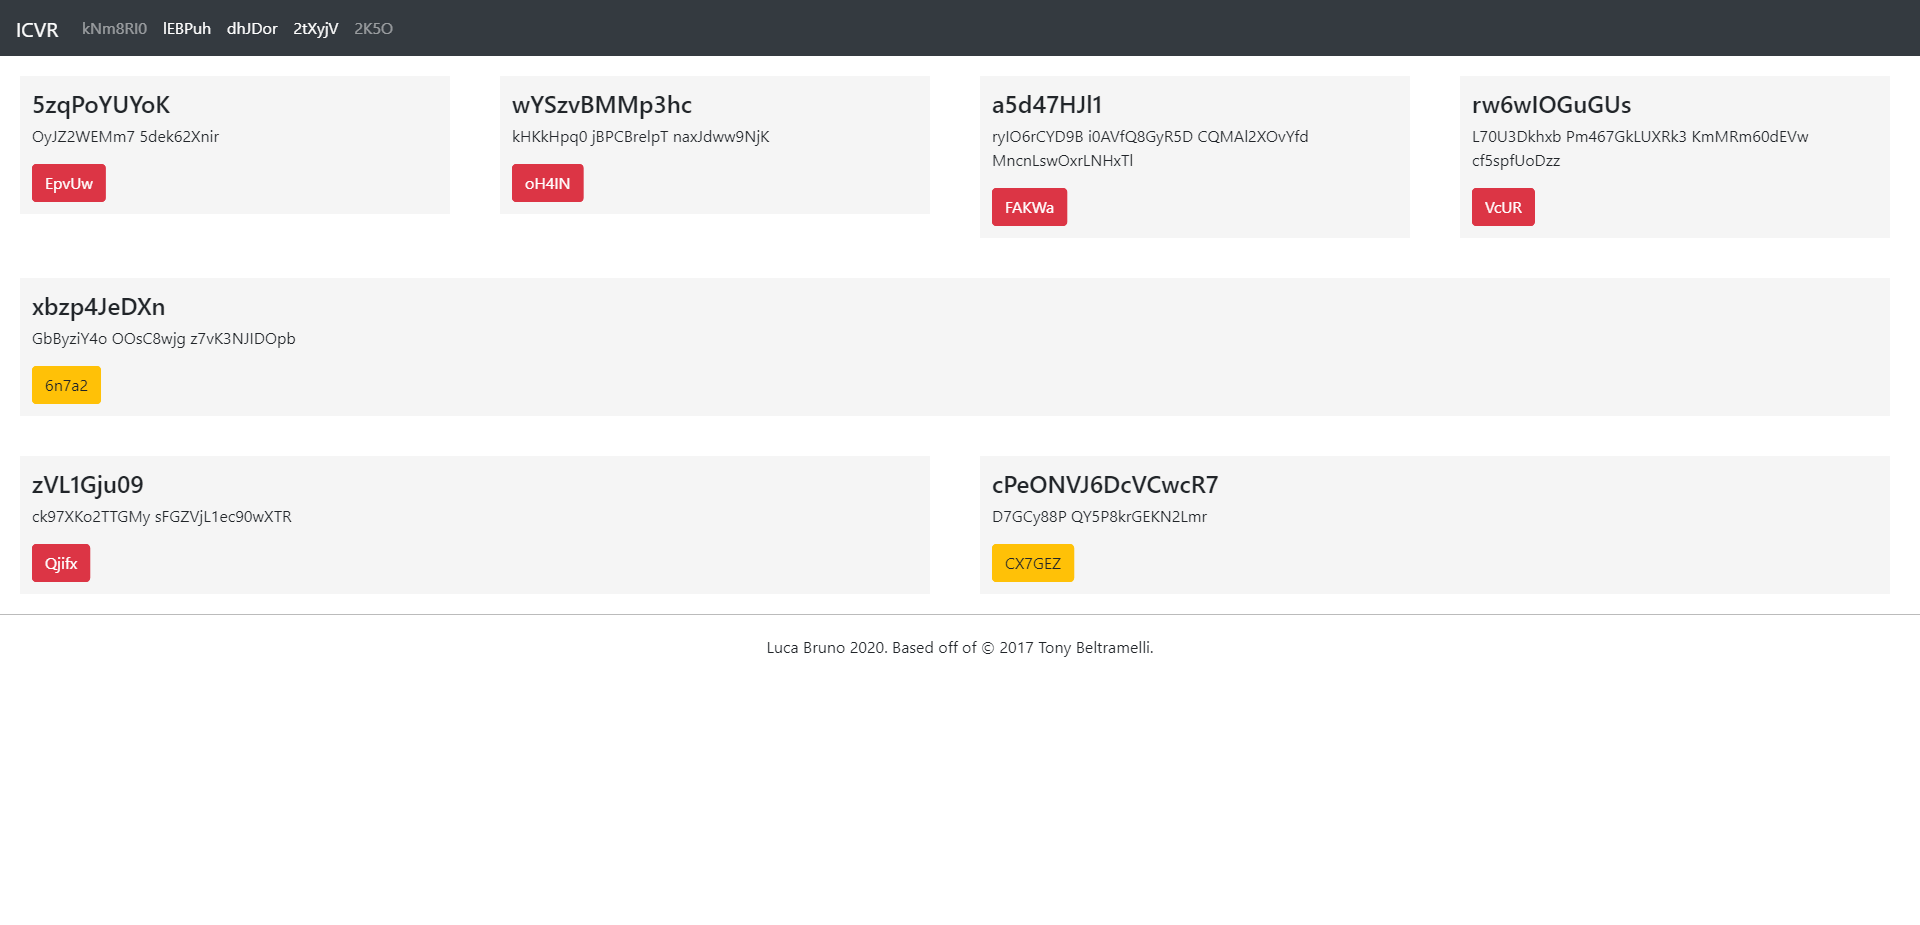 ICVR kNm8RI0 lEBPuh dhJDor 2tXyjV 2K5O
5zqPoYUYoK
OyJZ2WEMm7 5dek62Xnir
EpvUw
wYSzvBMMp3hc
kHKkHpq0 jBPCBrelpT naxJdww9NjK
oH4IN
a5d47HJl1
ryIO6rCYD9B i0AVfQ8GyR5D CQMAl2XOvYfd
MncnLswOxrLNHxTl
FAKWa
rw6wIOGuGUs
L70U3Dkhxb Pm467GkLUXRk3 KmMRm60dEVw
cf5spfUoDzz
VcUR
xbzp4JeDXn
GbByziY4o OOsC8wjg z7vK3NJIDOpb
6n7a2
zVL1Gju09
ck97XKo2TTGMy sFGZVjL1ec90wXTR
Qjifx
cPeONVJ6DcVCwcR7
D7GCy88P QY5P8krGEKN2Lmr
CX7GEZ
Luca Bruno 2020. Based off of © 2017 Tony Beltramelli.